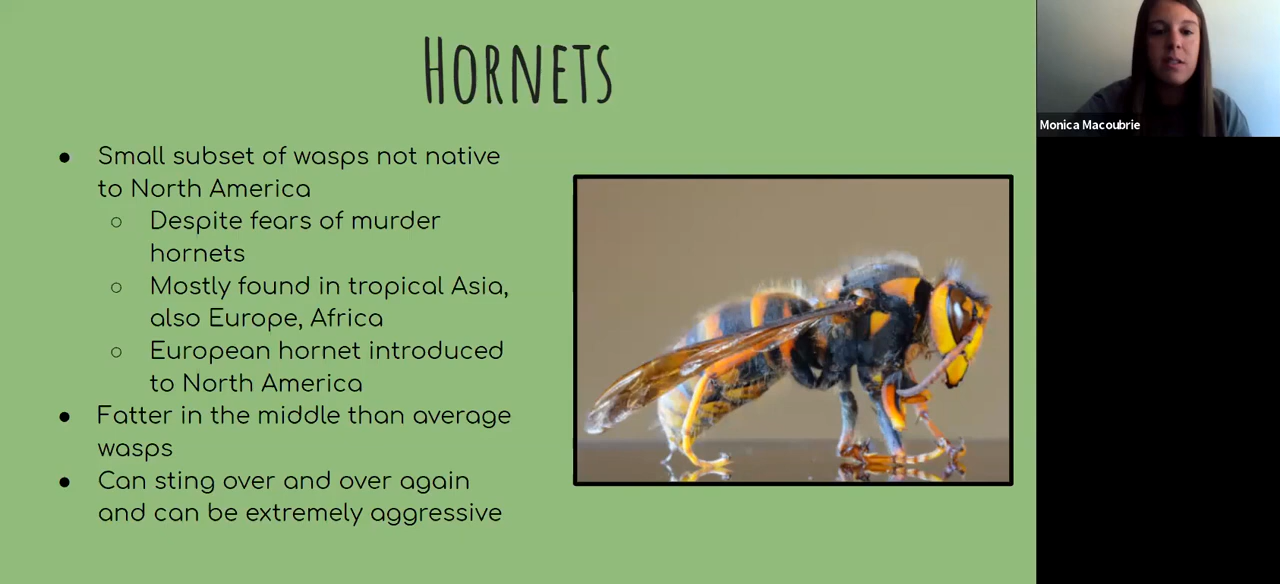 HORNETS
● Small subset of wasps not native
to North America
○ Despite fears of murder
hornets
○ Mostly found in tropical Asia,
also Europe, Africa
○ European hornet introduced
to North America
● Fatter in the middle than average
wasps
● Can sting over and over again
and can be extremely aggressive
Monica Macoubrie